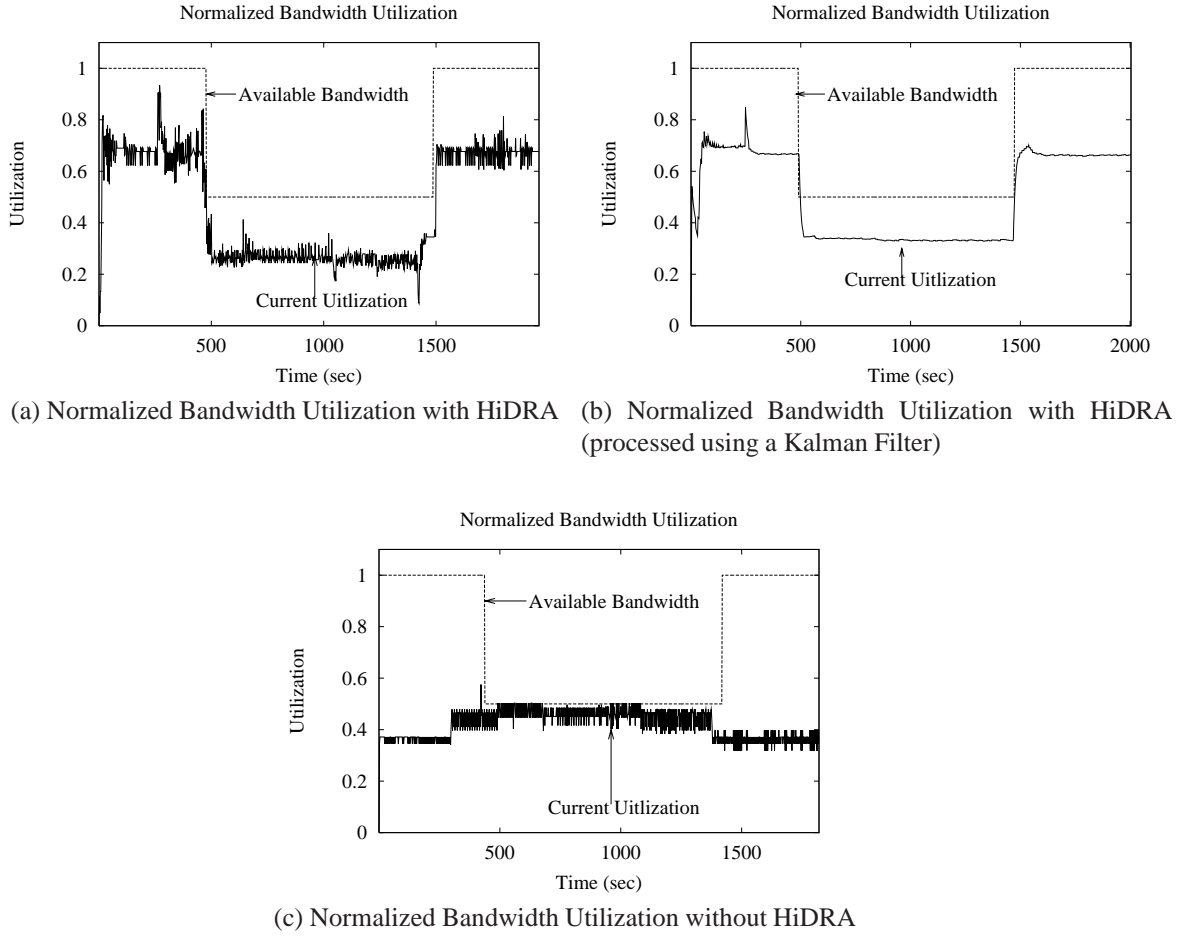 Normalized Bandwidth Utilization
1
0.8
0.6
0.4
0.2
0
Utilization
Available Bandwidth
Current Uitlization
500
1000
1500
Time (sec)
(a) Normalized Bandwidth Utilization with HiDRA
Normalized Bandwidth Utilization
1
0.8
0.6
0.4
0.2
0
Utilization
Available Bandwidth
Current Uitlization
500
1000
1500
2000
Time (sec)
(b) Normalized Bandwidth Utilization with HiDRA
(processed using a Kalman Filter)
Normalized Bandwidth Utilization
1
0.8
0.6
0.4
0.2
0
Utilization
Available Bandwidth
Current Uitlization
500
1000
1500
Time (sec)
(c) Normalized Bandwidth Utilization without HiDRA